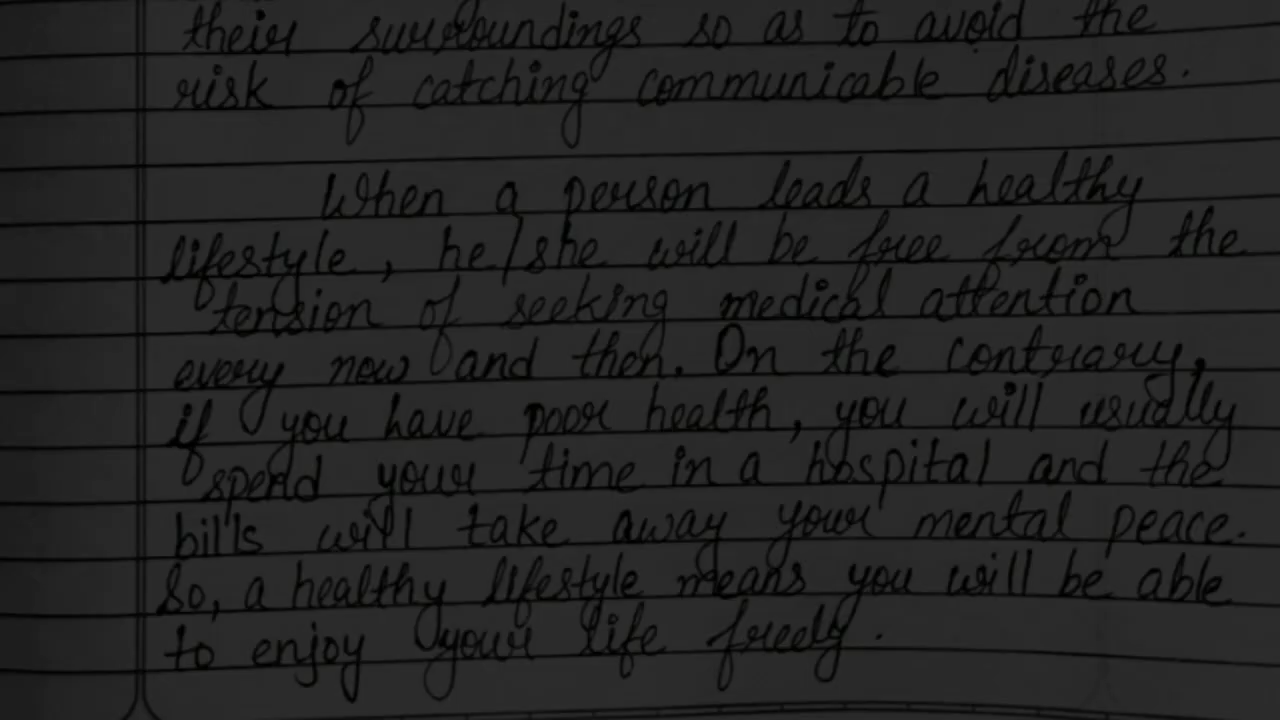 their surroundings so as to avoid the
risk of catching communicable diseases.
When a person leads a healthy
lifestyle, he/she will be free from the
tension of seeking medical attention
every now and then. On the contrary,
if you have poor health, you will usually
spend your time in a hospital and the
bills will take away your mental peace.
So, a healthy lifestyle means you will be able
to enjoy your life freely.